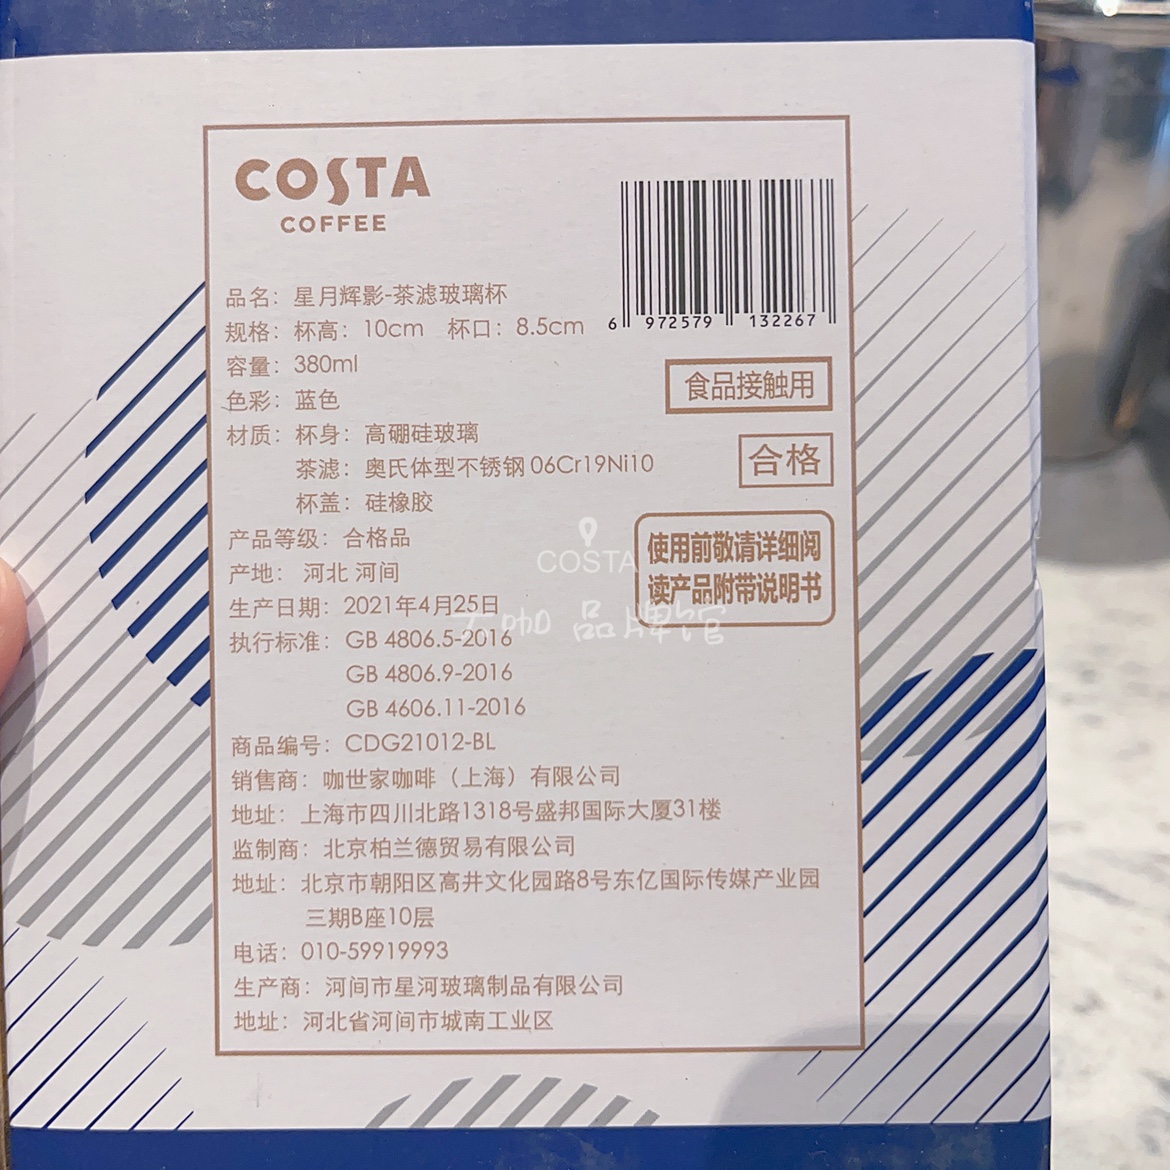 COSTA
COFFEE
6 972579 132267
品名：星月辉影-茶滤玻璃杯
规格：杯高：10cm 杯口：8.5cm
容量：380ml
色彩：蓝色
材质：杯身：高硼硅玻璃
茶滤：奥氏体型不锈钢06Cr19Ni10
杯盖：硅橡胶
产品等级：合格品
产地：河北 河间
生产日期：2021年4月25日
执行标准：GB 4806.5-2016
GB 4806.9-2016
GB 4606.11-2016
商品编号：CDG21012-BL
销售商：咖世家咖啡（上海）有限公司
地址：上海市四川北路1318号盛邦国际大厦31楼
监制商：北京柏兰德贸易有限公司
地址：北京市朝阳区高井文化园路8号东亿国际传媒产业园
三期B座10层
电话：010-59919993
生产商：河间市星河玻璃制品有限公司
地址：河北省河间市城南工业区
食品接触用
合格
使用前敬请详细阅
读产品附带说明书
COSTA
咖 品牌馆